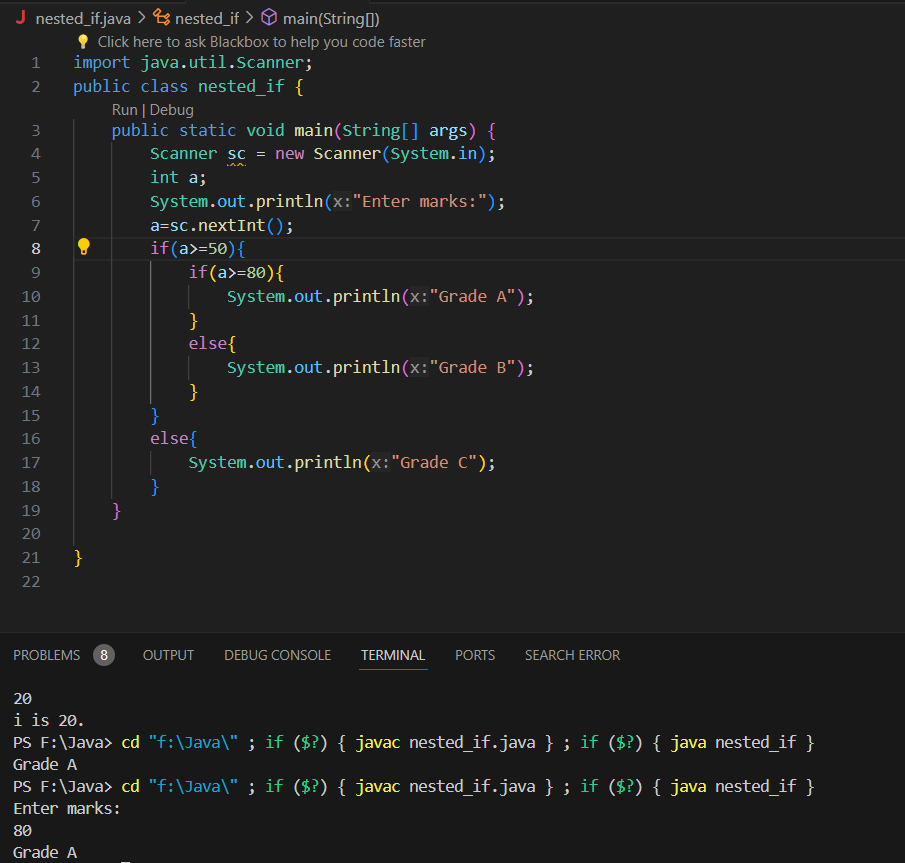 J nested_if.java > nested_if > main(String[])
Click here to ask Blackbox to help you code faster
1 import java.util.Scanner;
2 public class nested_if {
Run | Debug
3 public static void main(String[] args) {
4 Scanner sc = new Scanner(System.in);
5 int a;
6 System.out.println(x:"Enter marks:");
7 a=sc.nextInt();
8 if(a>=50){
9 if(a>=80){
10 System.out.println(x:"Grade A");
11 }
12 else{
13 System.out.println(x:"Grade B");
14 }
15 }
16 else{
17 System.out.println(x:"Grade C");
18 }
19 }
20
21 }
22
PROBLEMS 8 OUTPUT DEBUG CONSOLE TERMINAL PORTS SEARCH ERROR
20
i is 20.
PS F:\Java> cd "f:\Java\" ; if ($?) { javac nested_if.java } ; if ($?) { java nested_if }
Grade A
PS F:\Java> cd "f:\Java\" ; if ($?) { javac nested_if.java } ; if ($?) { java nested_if }
Enter marks:
80
Grade A